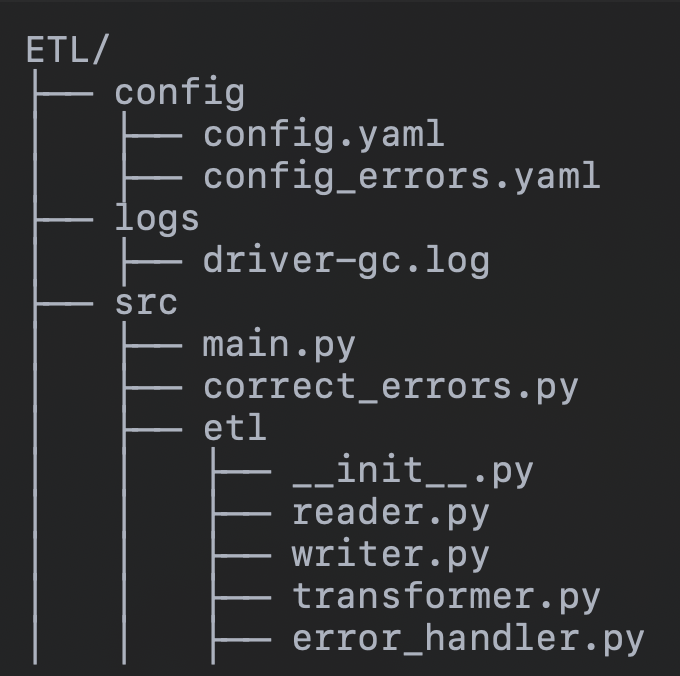 ETL/
├── config
│   ├── config.yaml
│   ├── config_errors.yaml
├── logs
│   ├── driver-gc.log
├── src
│   ├── main.py
│   ├── correct_errors.py
│   ├── etl
│   │   ├── __init__.py
│   │   ├── reader.py
│   │   ├── writer.py
│   │   ├── transformer.py
│   │   ├── error_handler.py